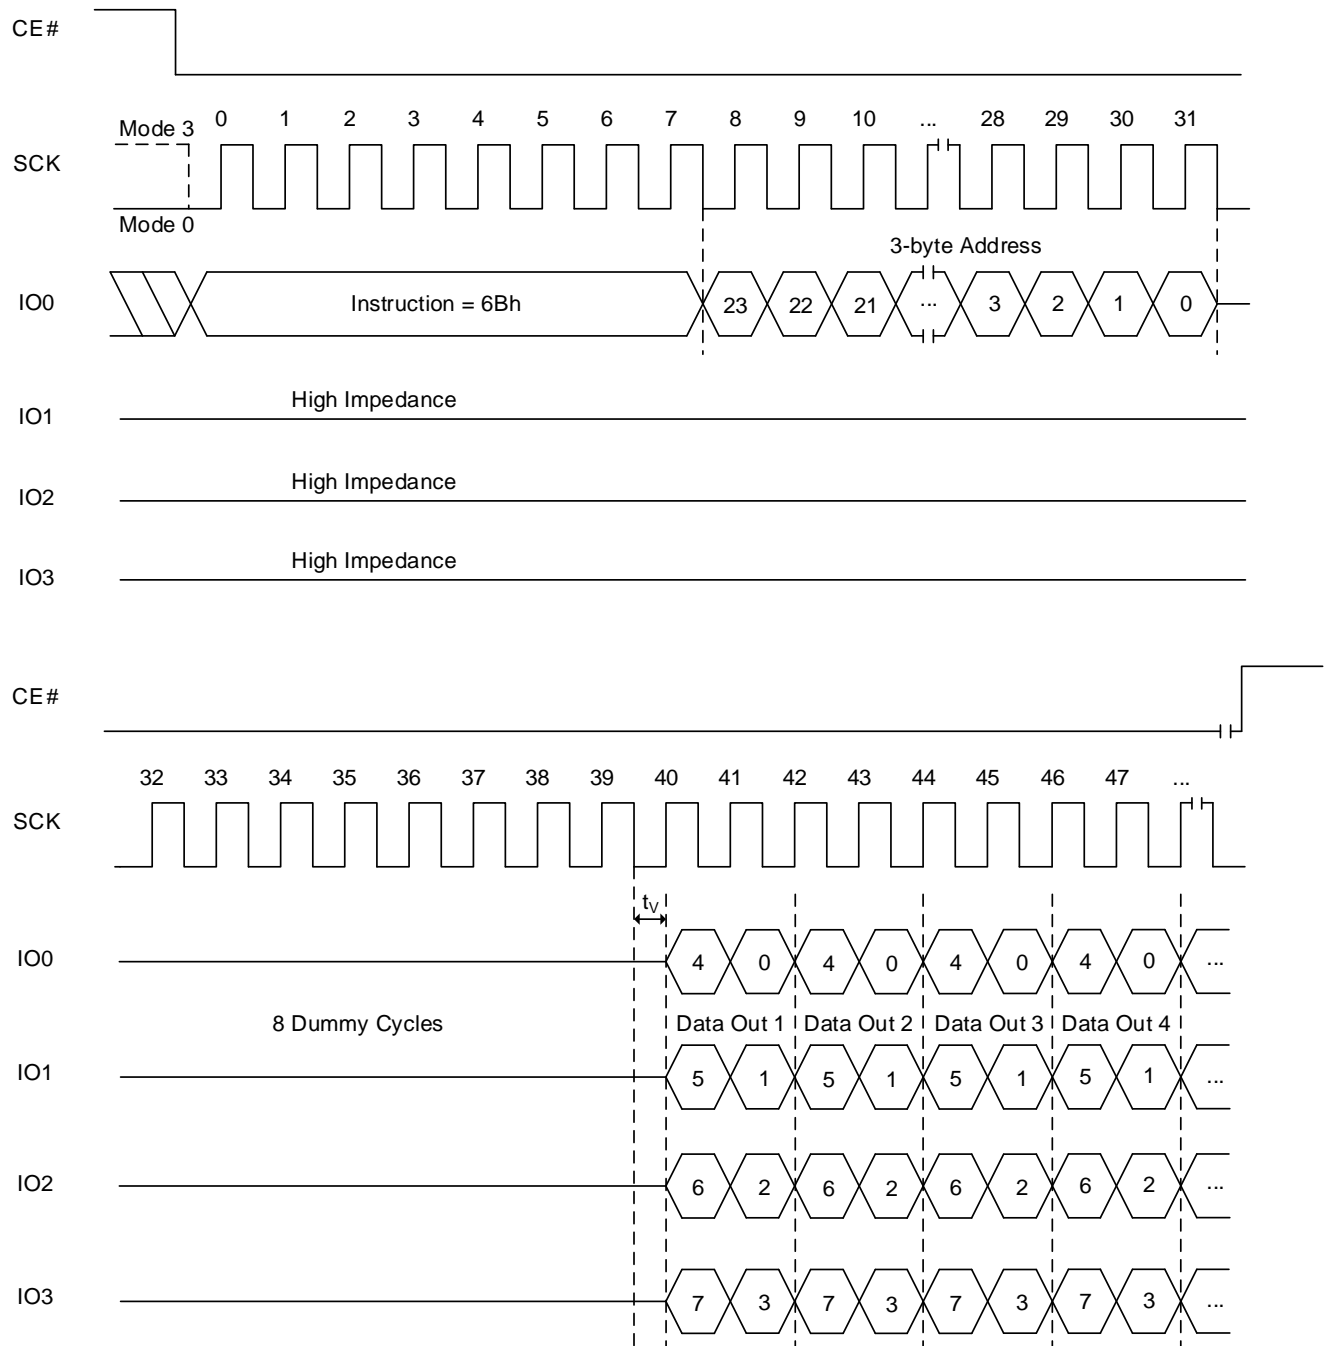 CE#
Mode 3 0 1 2 3 4 5 6 7 8 9 10 ... 28 29 30 31
SCK
Mode 0
3-byte Address
IO0 Instruction = 6Bh 23 22 21 ... 3 2 1 0
High Impedance
IO1
High Impedance
IO2
High Impedance
IO3
CE#
32 33 34 35 36 37 38 39 40 41 42 43 44 45 46 47 ...
SCK
tV
IO0 4 0 4 0 4 0 4 0 ...
8 Dummy Cycles Data Out 1 Data Out 2 Data Out 3 Data Out 4
IO1 5 1 5 1 5 1 5 1 ...
IO2 6 2 6 2 6 2 6 2 ...
IO3 7 3 7 3 7 3 7 3 ...